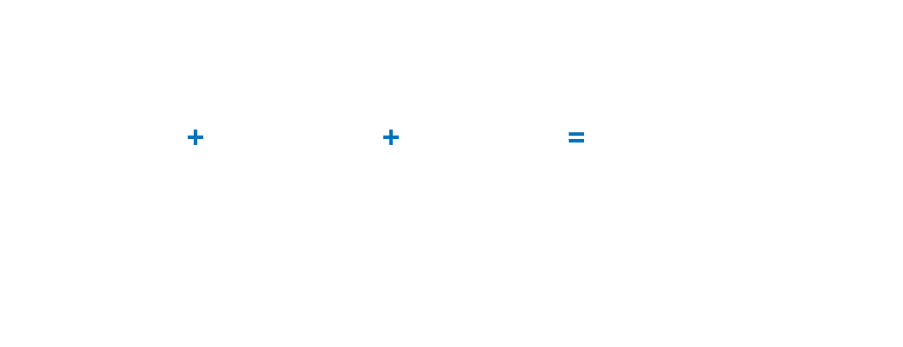 + + =